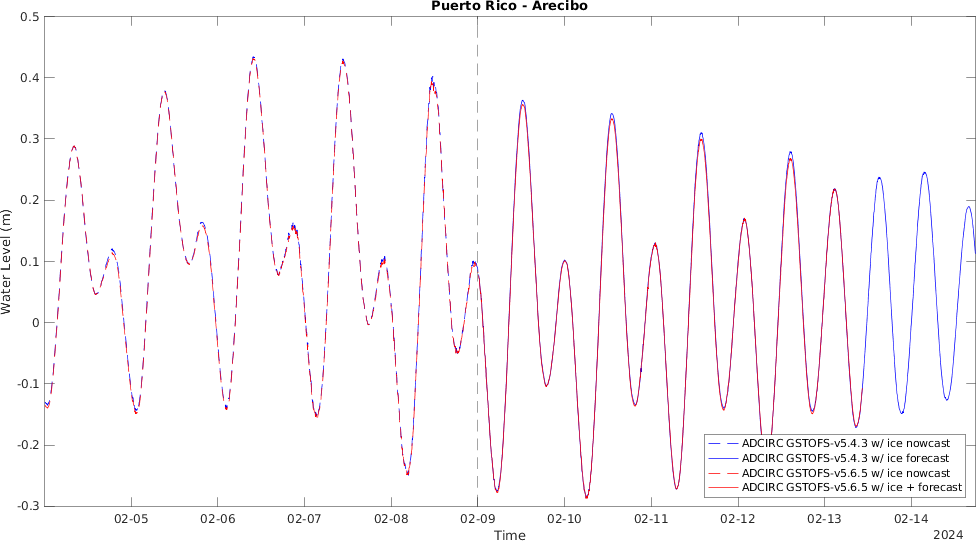 Puerto Rico - Arecibo
0.5
0.4
0.3
0.2
0.1
0
-0.1
-0.2
-0.3
Water Level (m)
ADCIRC GSTOFS-v5.4.3 w/ ice nowcast
ADCIRC GSTOFS-v5.4.3 w/ ice forecast
ADCIRC GSTOFS-v5.6.5 w/ ice nowcast
ADCIRC GSTOFS-v5.6.5 w/ ice + forecast
02-05 02-06 02-07 02-08 02-09 02-10 02-11 02-12 02-13 02-14
Time
2024